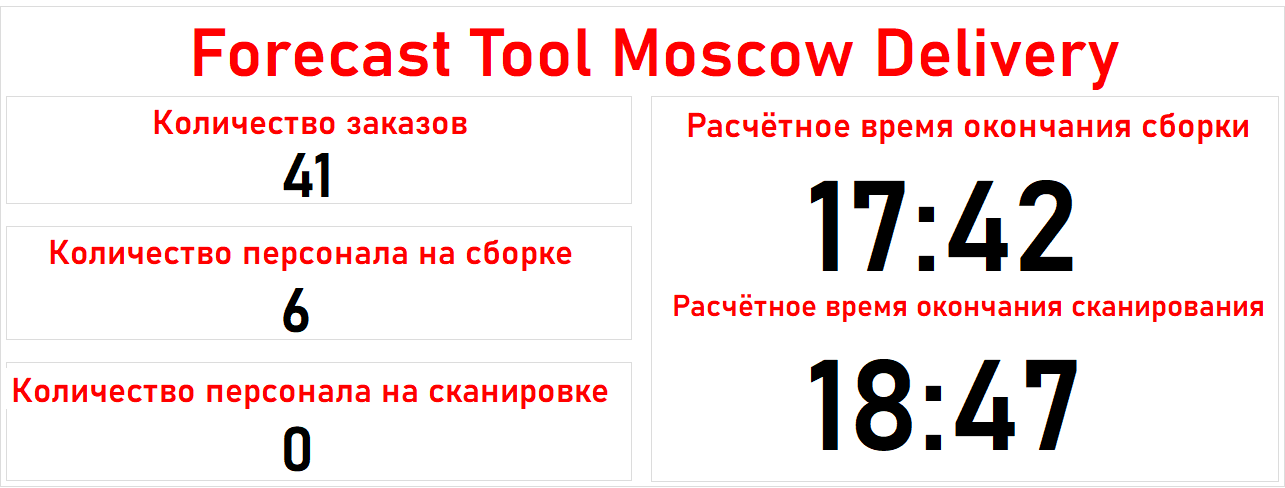 Forecast Tool Moscow Delivery
Количество заказов
41
Количество персонала на сборке
6
Количество персонала на сканировке
0
Расчётное время окончания сборки
17:42
Расчётное время окончания сканирования
18:47